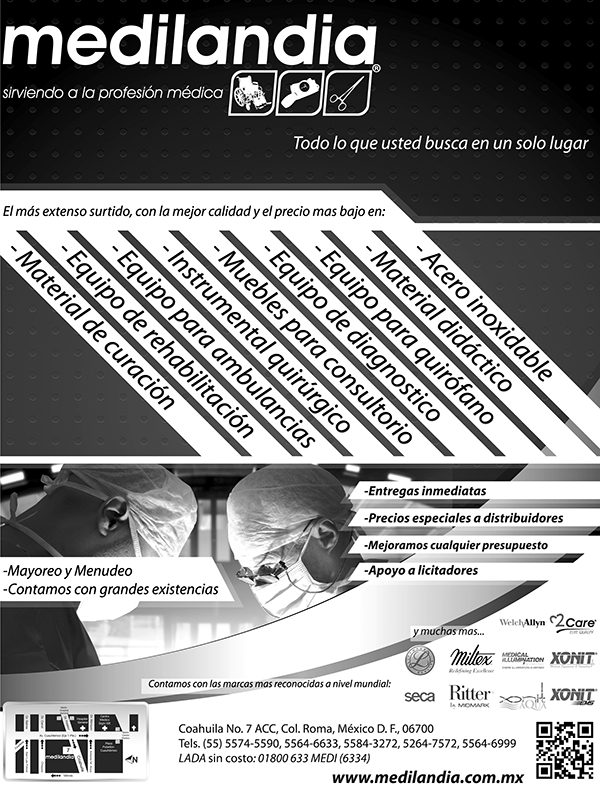 medilandia®
sirviendo a la profesión médica
Todo lo que usted busca en un solo lugar
El más extenso surtido, con la mejor calidad y el precio mas bajo en:
- Material de curación
- Equipo de rehabilitación
- Equipo para ambulancias
- Instrumental quirúrgico
- Muebles para consultorio
- Equipo de diagnostico
- Equipo para quirófano
- Material didáctico
- Acero inoxidable
-Entregas inmediatas
-Precios especiales a distribuidores
-Mejoramos cualquier presupuesto
-Apoyo a licitadores
-Mayoreo y Menudeo
-Contamos con grandes existencias
WelchAllyn
2Care
y muchas mas...
Miltex
MEDICAL ILLUMINATION
XONIT
Contamos con las marcas mas reconocidas a nivel mundial:
seca
Ritter
by MIDMARK
AQUA
XONIT
medilandia
N
Coahuila No. 7 ACC, Col. Roma, México D. F., 06700
Tels. (55) 5574-5590, 5564-6633, 5584-3272, 5264-7572, 5564-6999
LADA sin costo: 01800 633 MEDI (6334)
www.medilandia.com.mx